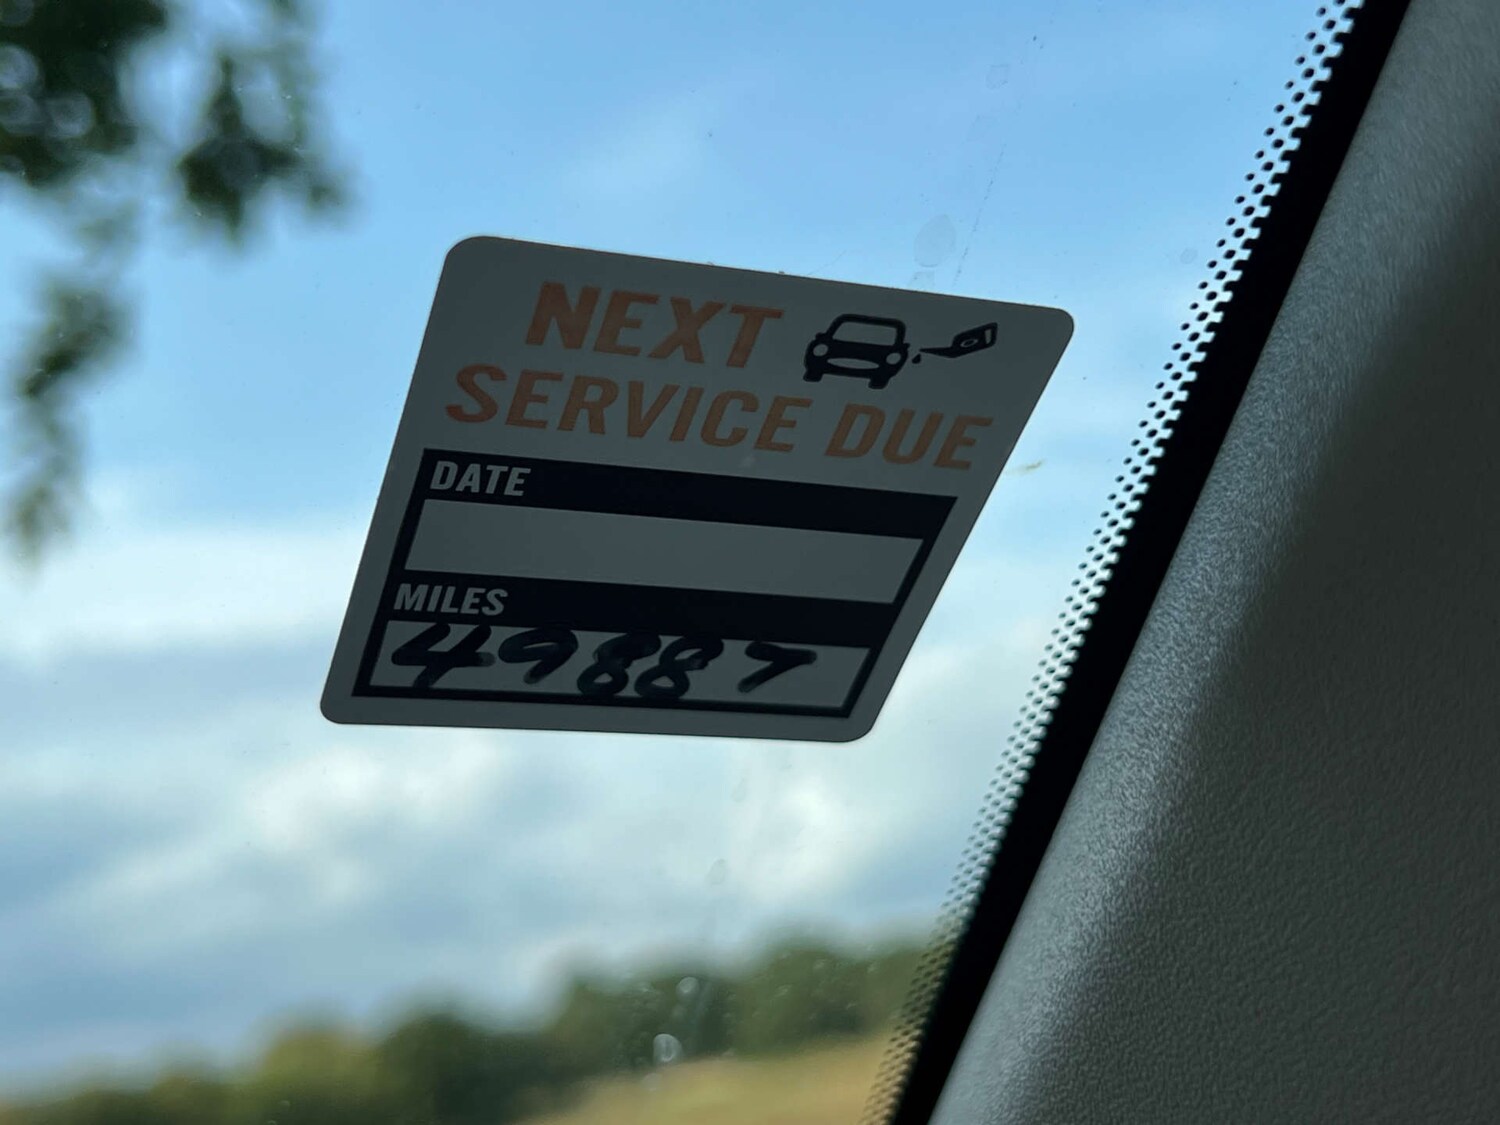 NEXT
SERVICE DUE
DATE
MILES
49887